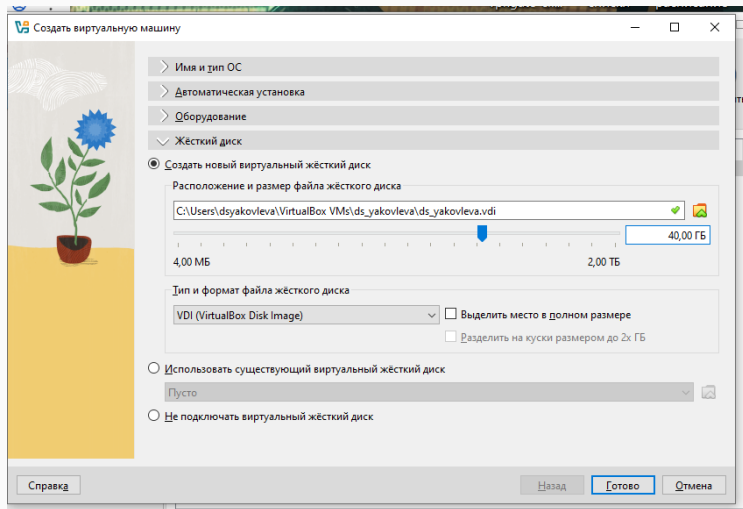 Создать виртуальную машину
Имя и тип ОС
Автоматическая установка
Оборудование
Жёсткий диск
Создать новый виртуальный жёсткий диск
Расположение и размер файла жёсткого диска
C:\Users\dsyakovleva\VirtualBox VMs\ds_yakovleva\ds_yakovleva.vdi
40,00 ГБ
4,00 МБ
2,00 ТБ
Тип и формат файла жёсткого диска
VDI (VirtualBox Disk Image)
Выделить место в полном размере
Разделить на куски размером до 2х ГБ
Использовать существующий виртуальный жёсткий диск
Пусто
Не подключать виртуальный жёсткий диск
Справка
Назад
Готово
Отмена